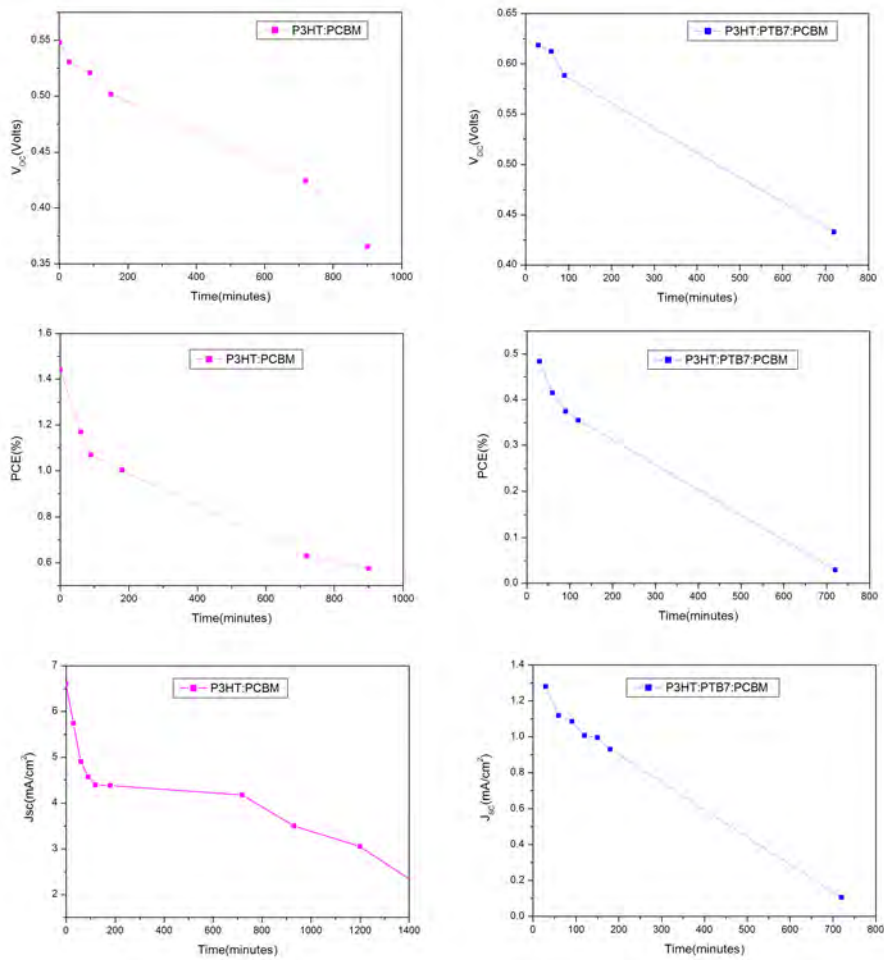 P3HT:PCBM
0.55
0.50
0.45
0.40
0.35
V_OC(Volts)
0 200 400 600 800 1000
Time(minutes)
P3HT:PTB7:PCBM
0.65
0.60
0.55
0.50
0.45
0.40
V_OC(Volts)
0 100 200 300 400 500 600 700 800
Time(minutes)
P3HT:PCBM
1.6
1.4
1.2
1.0
0.8
0.6
PCE(%)
0 200 400 600 800 1000
Time(minutes)
P3HT:PTB7:PCBM
0.5
0.4
0.3
0.2
0.1
0.0
PCE(%)
0 100 200 300 400 500 600 700 800
Time(minutes)
P3HT:PCBM
7
6
5
4
3
2
Jsc(mA/cm²)
0 200 400 600 800 1000 1200 1400
Time(minutes)
P3HT:PTB7:PCBM
1.4
1.2
1.0
0.8
0.6
0.4
0.2
0.0
J_sc(mA/cm²)
0 100 200 300 400 500 600 700 800
Time(minutes)